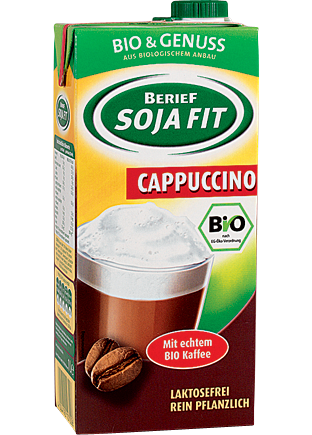 BIO & GENUSS
AUS BIOLOGISCHEM ANBAU
BERIEF
SOJA FIT
CAPPUCCINO
BiO
nach
EG-Öko-Verordnung
Mit echtem
BIO Kaffee
LAKTOSEFREI
REIN PFLANZLICH